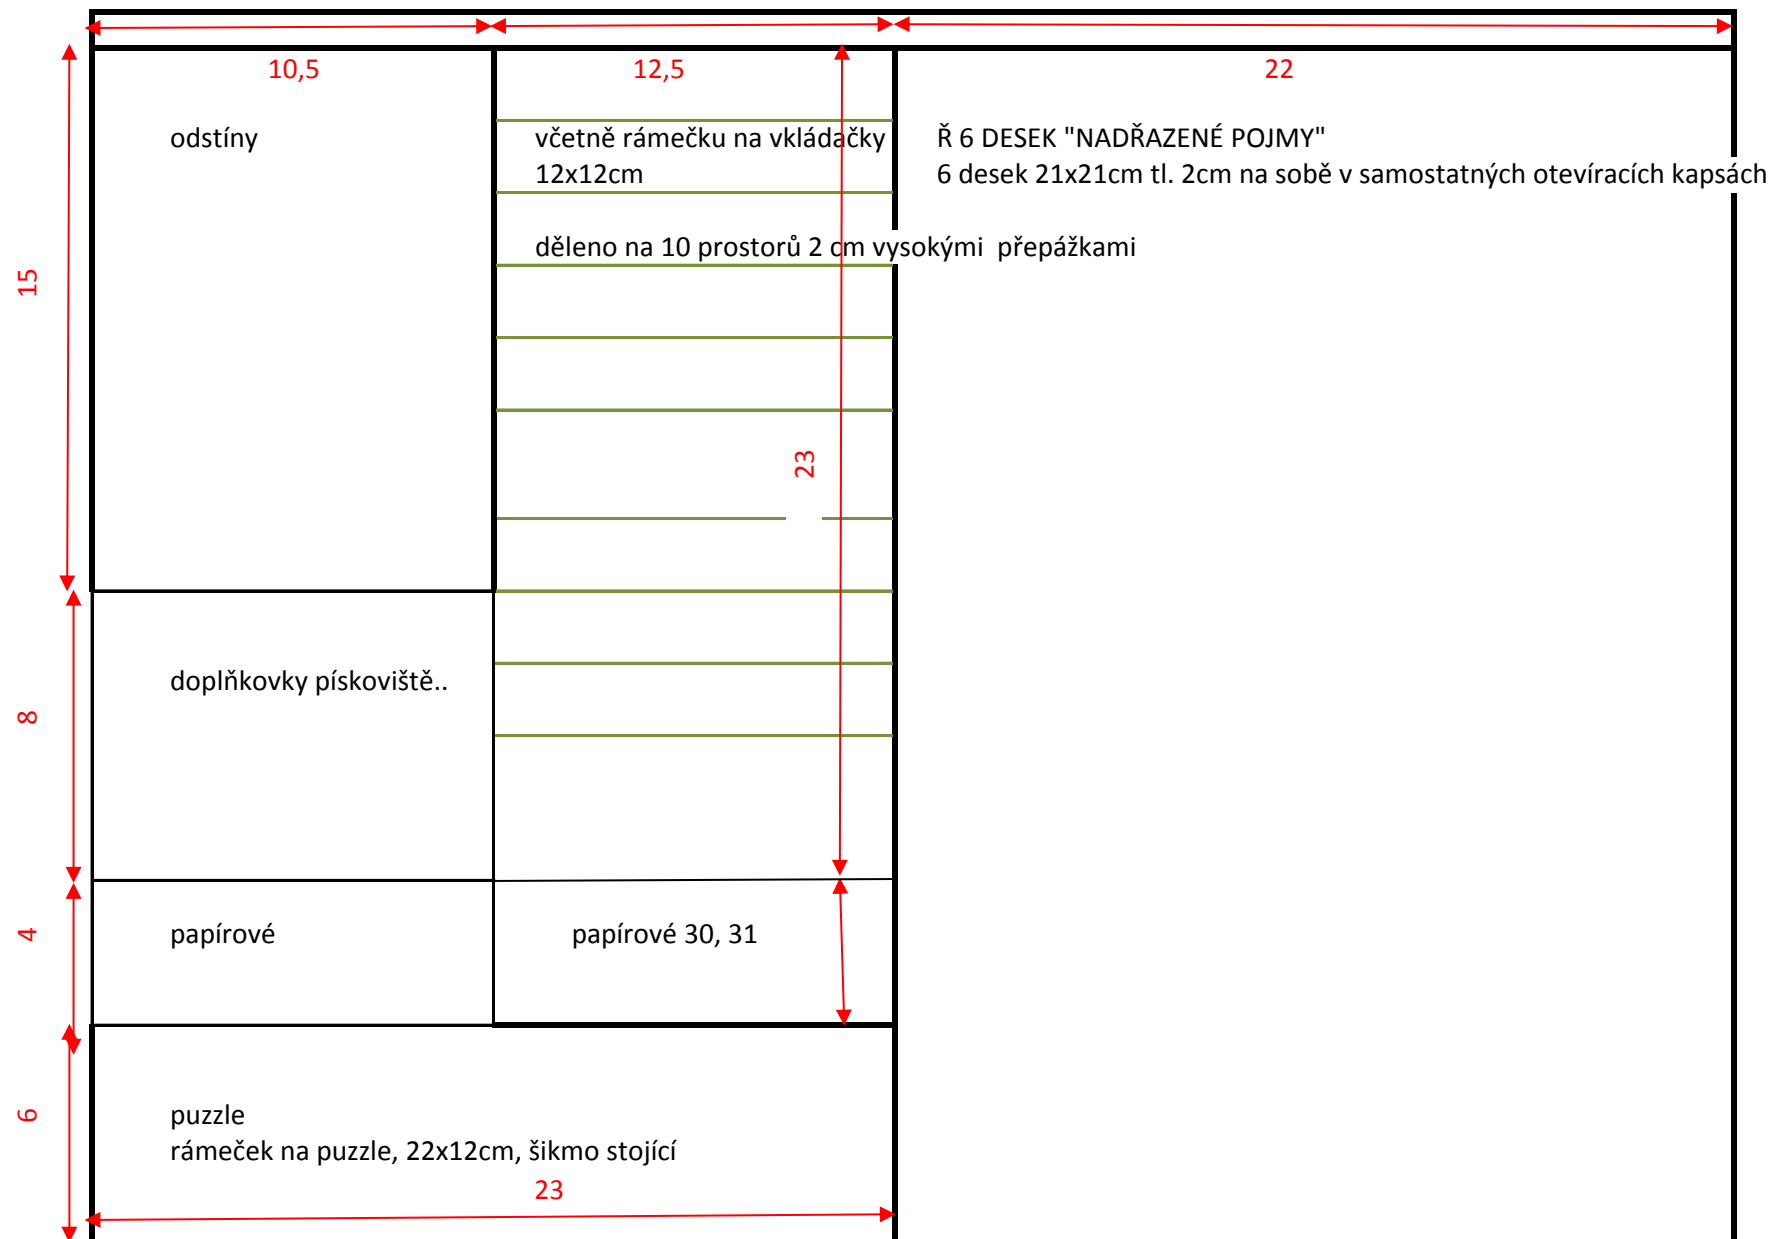 10,5
12,5
22
odstíny
včetně rámečku na vkládačky
12x12cm
děleno na 10 prostorů 2 cm vysokými  přepážkami
Ř 6 DESEK "NADŘAZENÉ POJMY"
6 desek 21x21cm tl. 2cm na sobě v samostatných otevíracích kapsách
15
23
doplňkovky pískoviště..
8
papírové
papírové 30, 31
4
puzzle
rámeček na puzzle, 22x12cm, šikmo stojící
6
23